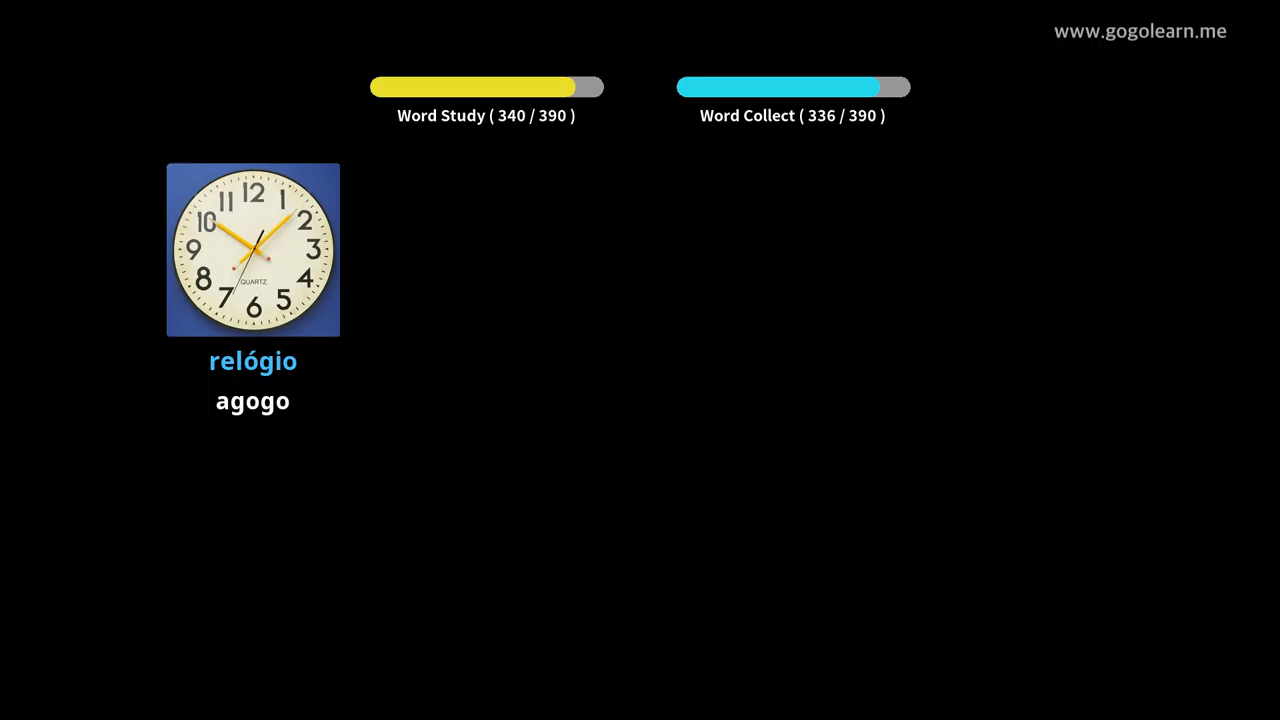 www.gogolearn.me
Word Study ( 340 / 390 )
Word Collect ( 336 / 390 )
12
11 1
10 2
9 3
QUARTZ
8 4
7 5
6
relógio
agogo